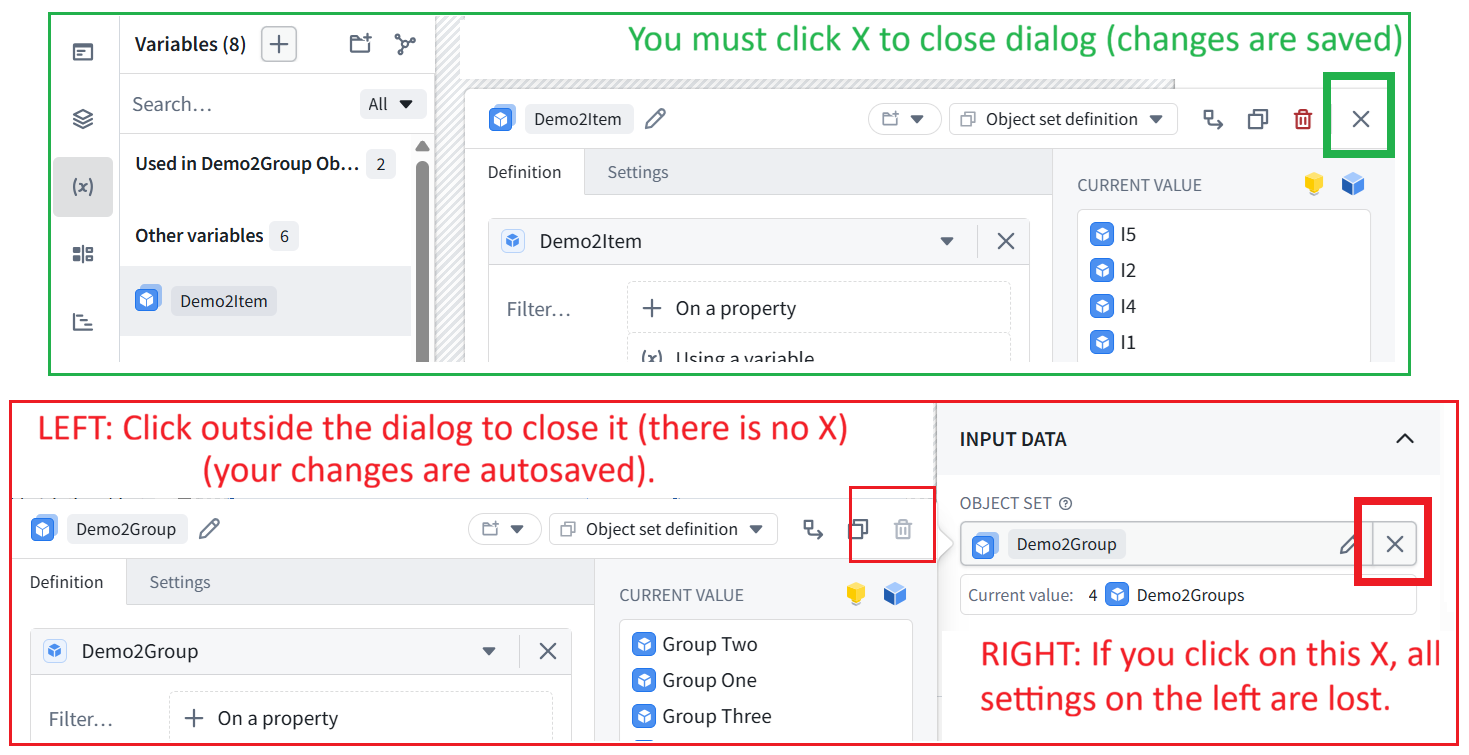 You must click X to close dialog (changes are saved)
Variables (8)
Search…
All
Used in Demo2Group Ob…
2
Other variables
6
Demo2Item
Demo2Item
Object set definition
Definition
Settings
Demo2Item
Filter…
On a property
(x) Using a variable
CURRENT VALUE
I5
I2
I4
I1
(x)
LEFT: Click outside the dialog to close it (there is no X)
(your changes are autosaved).
Demo2Group
Object set definition
Definition
Settings
Demo2Group
Filter…
On a property
CURRENT VALUE
Group Two
Group One
Group Three
INPUT DATA
OBJECT SET
Demo2Group
Current value: 4 Demo2Groups
RIGHT: If you click on this X, all
settings on the left are lost.